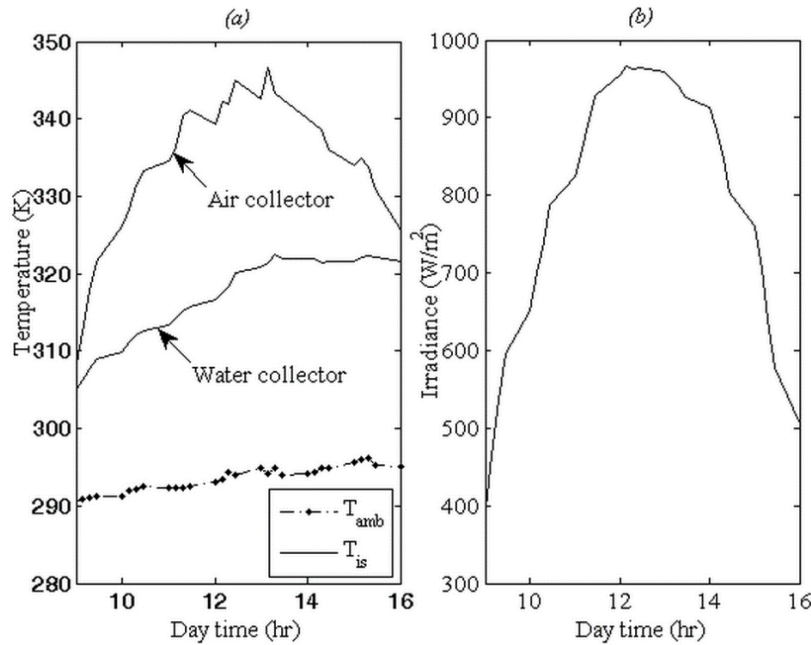 (a)
350
340
330
320
310
300
290
280
Temperature (K)
Air collector
Water collector
T_amb
T_is
10
12
14
16
Day time (hr)
(b)
1000
900
800
700
600
500
400
300
Irradiance (W/m²)
10
12
14
16
Day time (hr)